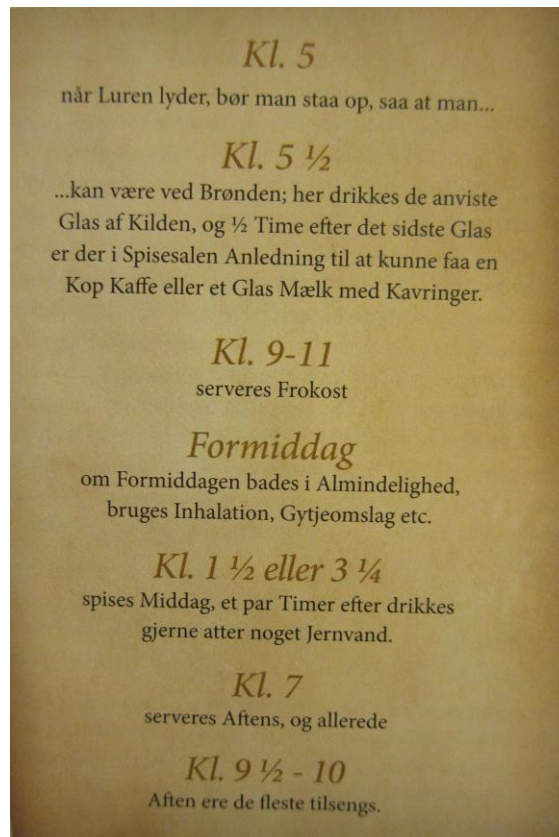 Kl. 5
når Luren lyder, bør man staa op, saa at man...
Kl. 5 ½
...kan være ved Brønden; her drikkes de anviste
Glas af Kilden, og ½ Time efter det sidste Glas
er der i Spisesalen Anledning til at kunne faa en
Kop Kaffe eller et Glas Mælk med Kavringer.
Kl. 9-11
serveres Frokost
Formiddag
om Formiddagen bades i Almindelighed,
bruges Inhalation, Gytjeomslag etc.
Kl. 1 ½ eller 3 ¼
spises Middag, et par Timer efter drikkes
gjerne atter noget Jernvand.
Kl. 7
serveres Aftens, og allerede
Kl. 9 ½ - 10
Aften ere de fleste tilsengs.